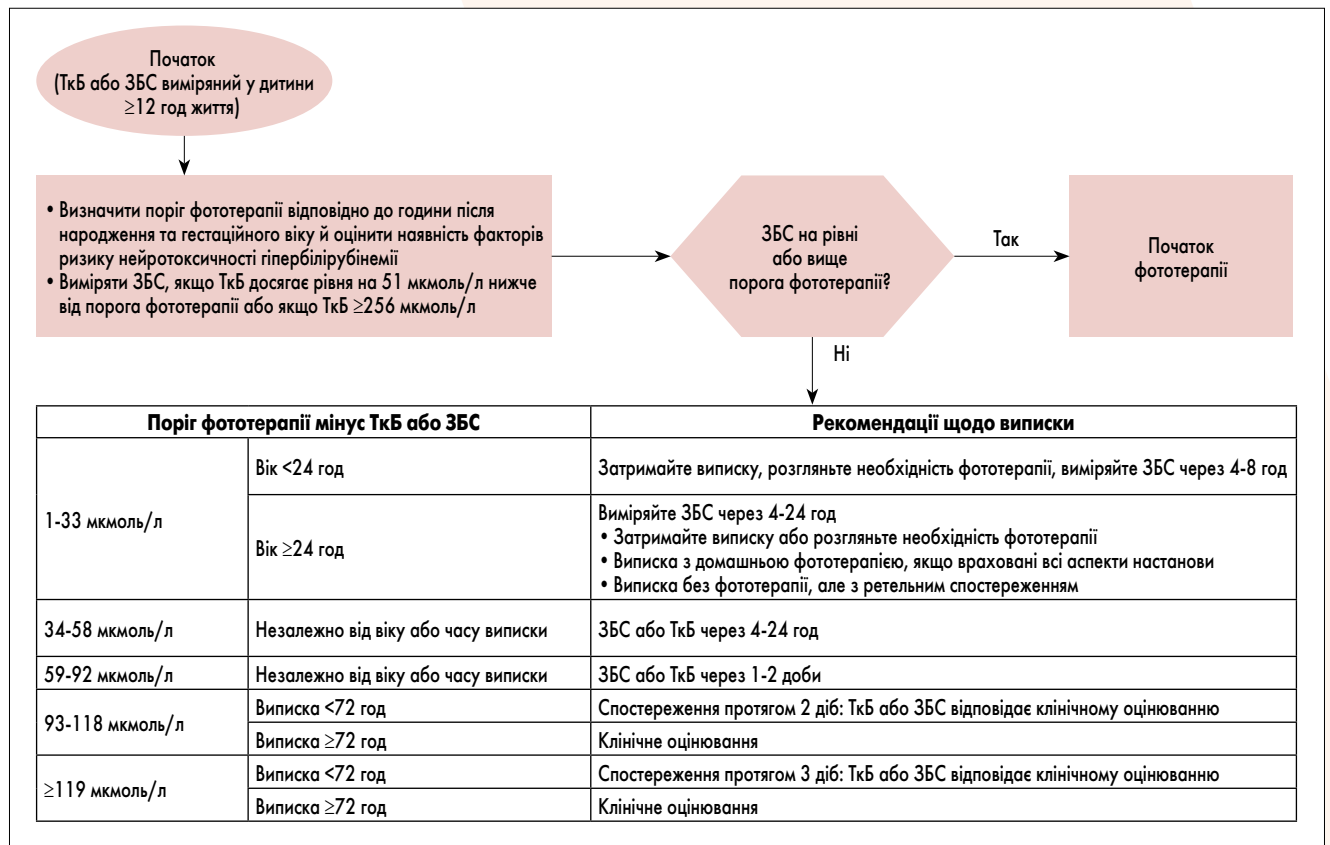 Початок
(ТкБ або ЗБС виміряний у дитини
≥12 год життя)
• Визначити поріг фототерапії відповідно до години після
народження та гестаційного віку й оцінити наявність факторів
ризику нейротоксичності гіпербілірубінемії
• Виміряти ЗБС, якщо ТкБ досягає рівня на 51 мкмоль/л нижче
від порога фототерапії або якщо ТкБ ≥256 мкмоль/л
ЗБС на рівні
або вище
порога фототерапії?
Так
Початок
фототерапії
Ні
Поріг фототерапії мінус ТкБ або ЗБС
Рекомендації щодо виписки
1-33 мкмоль/л
Вік <24 год
Затримайте виписку, розгляньте необхідність фототерапії, виміряйте ЗБС через 4-8 год
Вік ≥24 год
Виміряйте ЗБС через 4-24 год
• Затримайте виписку або розгляньте необхідність фототерапії
• Виписка з домашньою фототерапією, якщо враховані всі аспекти настанови
• Виписка без фототерапії, але з ретельним спостереженням
34-58 мкмоль/л
Незалежно від віку або часу виписки
ЗБС або ТкБ через 4-24 год
59-92 мкмоль/л
Незалежно від віку або часу виписки
ЗБС або ТкБ через 1-2 доби
93-118 мкмоль/л
Виписка <72 год
Спостереження протягом 2 діб: ТкБ або ЗБС відповідає клінічному оцінюванню
Виписка ≥72 год
Клінічне оцінювання
≥119 мкмоль/л
Виписка <72 год
Спостереження протягом 3 діб: ТкБ або ЗБС відповідає клінічному оцінюванню
Виписка ≥72 год
Клінічне оцінювання